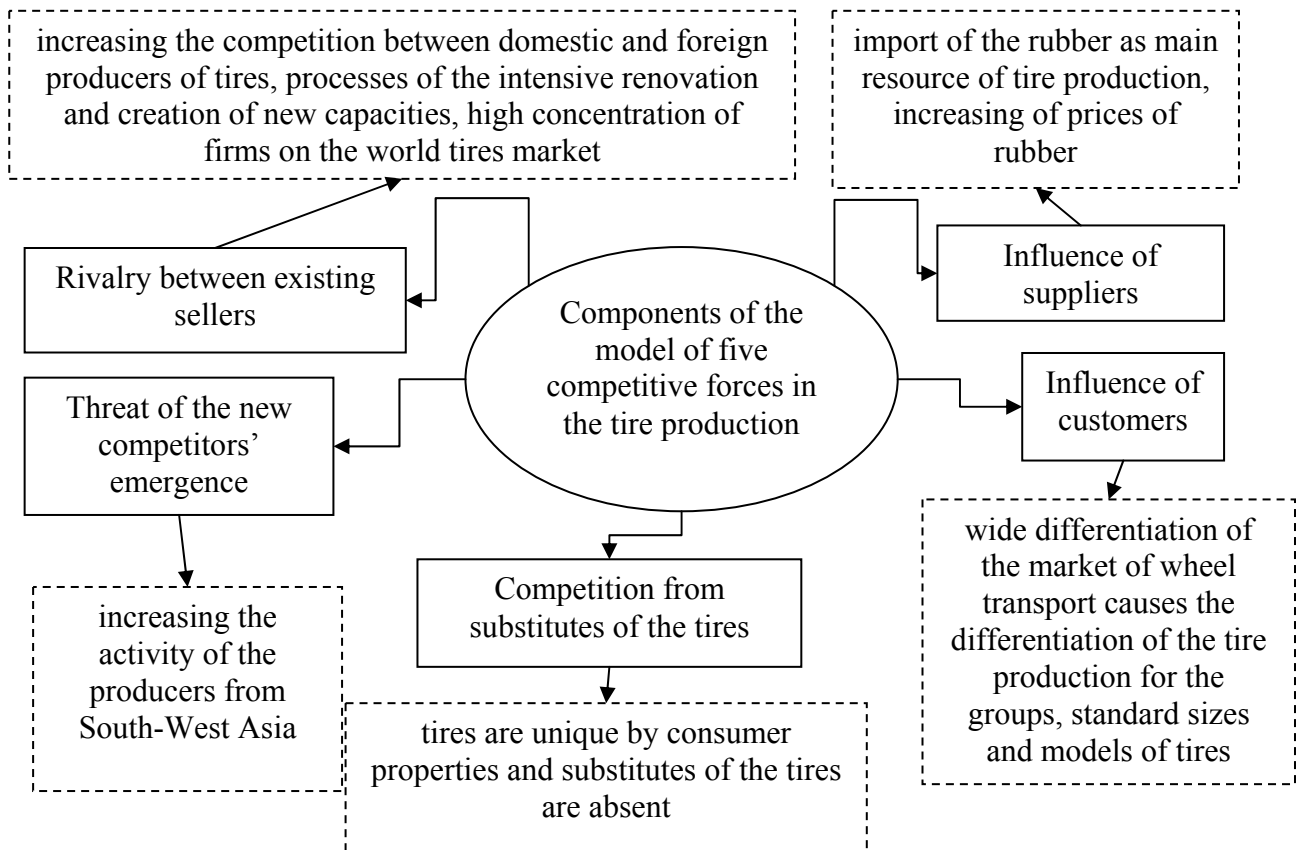 increasing the competition between domestic and foreign
producers of tires, processes of the intensive renovation
and creation of new capacities, high concentration of
firms on the world tires market
import of the rubber as main
resource of tire production,
increasing of prices of
rubber
Rivalry between existing
sellers
Influence of
suppliers
Components of the
model of five
competitive forces in
the tire production
Threat of the new
competitors’
emergence
Influence of
customers
Competition from
substitutes of the tires
increasing the
activity of the
producers from
South-West Asia
wide differentiation of
the market of wheel
transport causes the
differentiation of the tire
production for the
groups, standard sizes
and models of tires
tires are unique by consumer
properties and substitutes of the tires
are absent